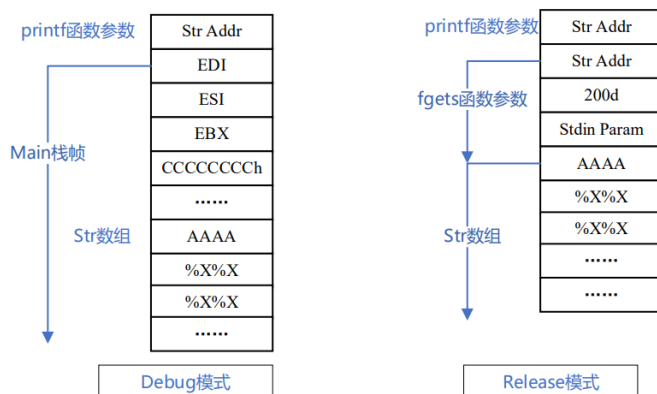 printf函数参数
Str Addr
EDI
ESI
EBX
Main栈帧
CCCCCCCCh
......
Str数组
AAAA
%X%X
%X%X
......
Debug模式
printf函数参数
Str Addr
Str Addr
fgets函数参数
200d
Stdin Param
AAAA
%X%X
Str数组
%X%X
......
......
Release模式